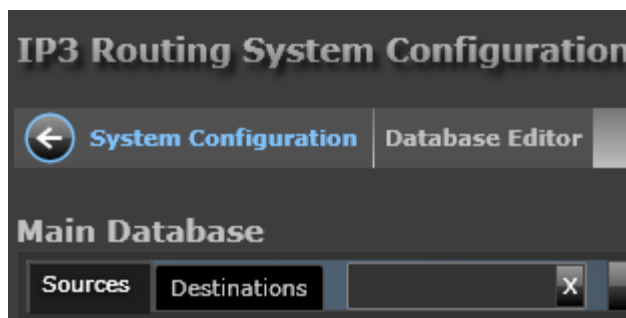 IP3 Routing System Configuration
System Configuration Database Editor
Main Database
Sources Destinations X